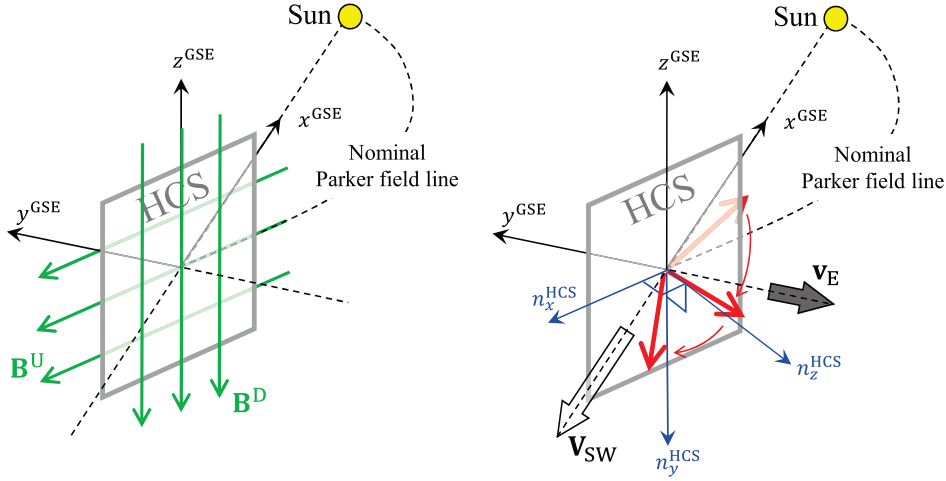 Sun
z^GSE
x^GSE
Nominal
Parker field line
HCS
y^GSE
B^U
B^D
Sun
z^GSE
x^GSE
Nominal
Parker field line
HCS
y^GSE
v_E
n_x^HCS
n_z^HCS
V_SW
n_y^HCS